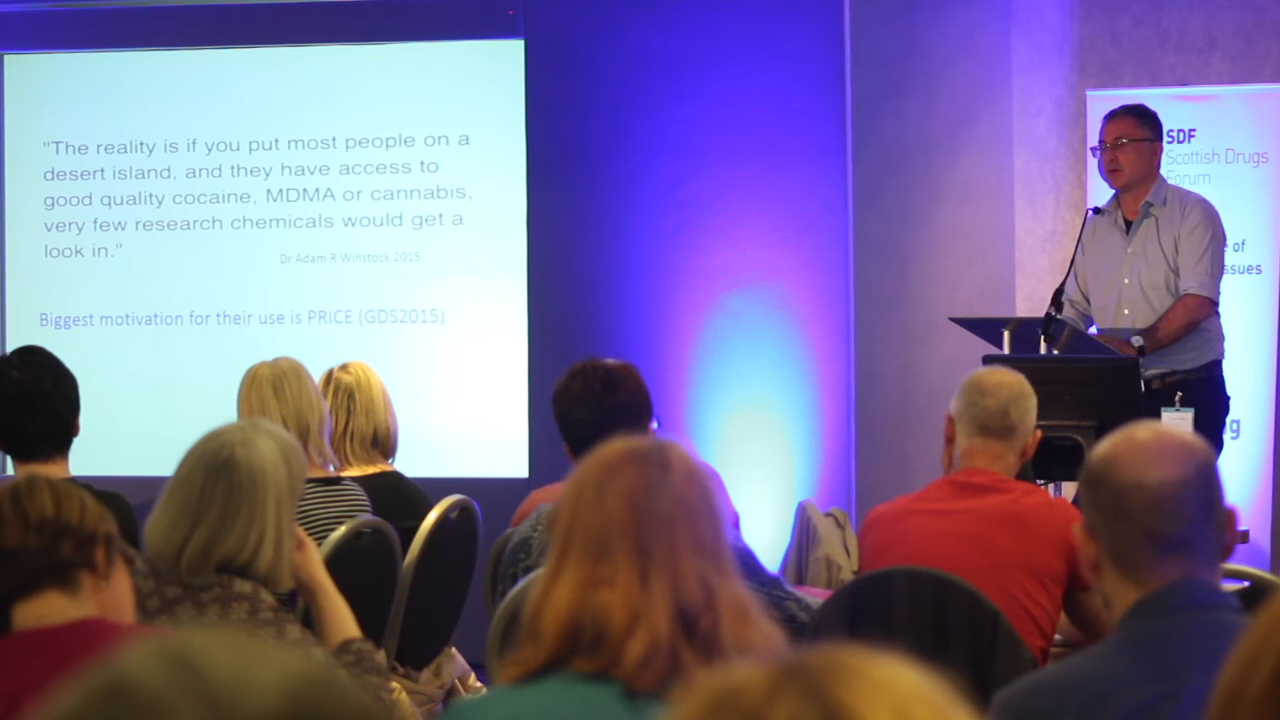 "The reality is if you put most people on a
desert island, and they have access to
good quality cocaine, MDMA or cannabis,
very few research chemicals would get a
look in."
Dr Adam R Winstock 2015
Biggest motivation for their use is PRICE (GDS2015)
SDF
Scottish Drugs
Forum
e of
ssues
g